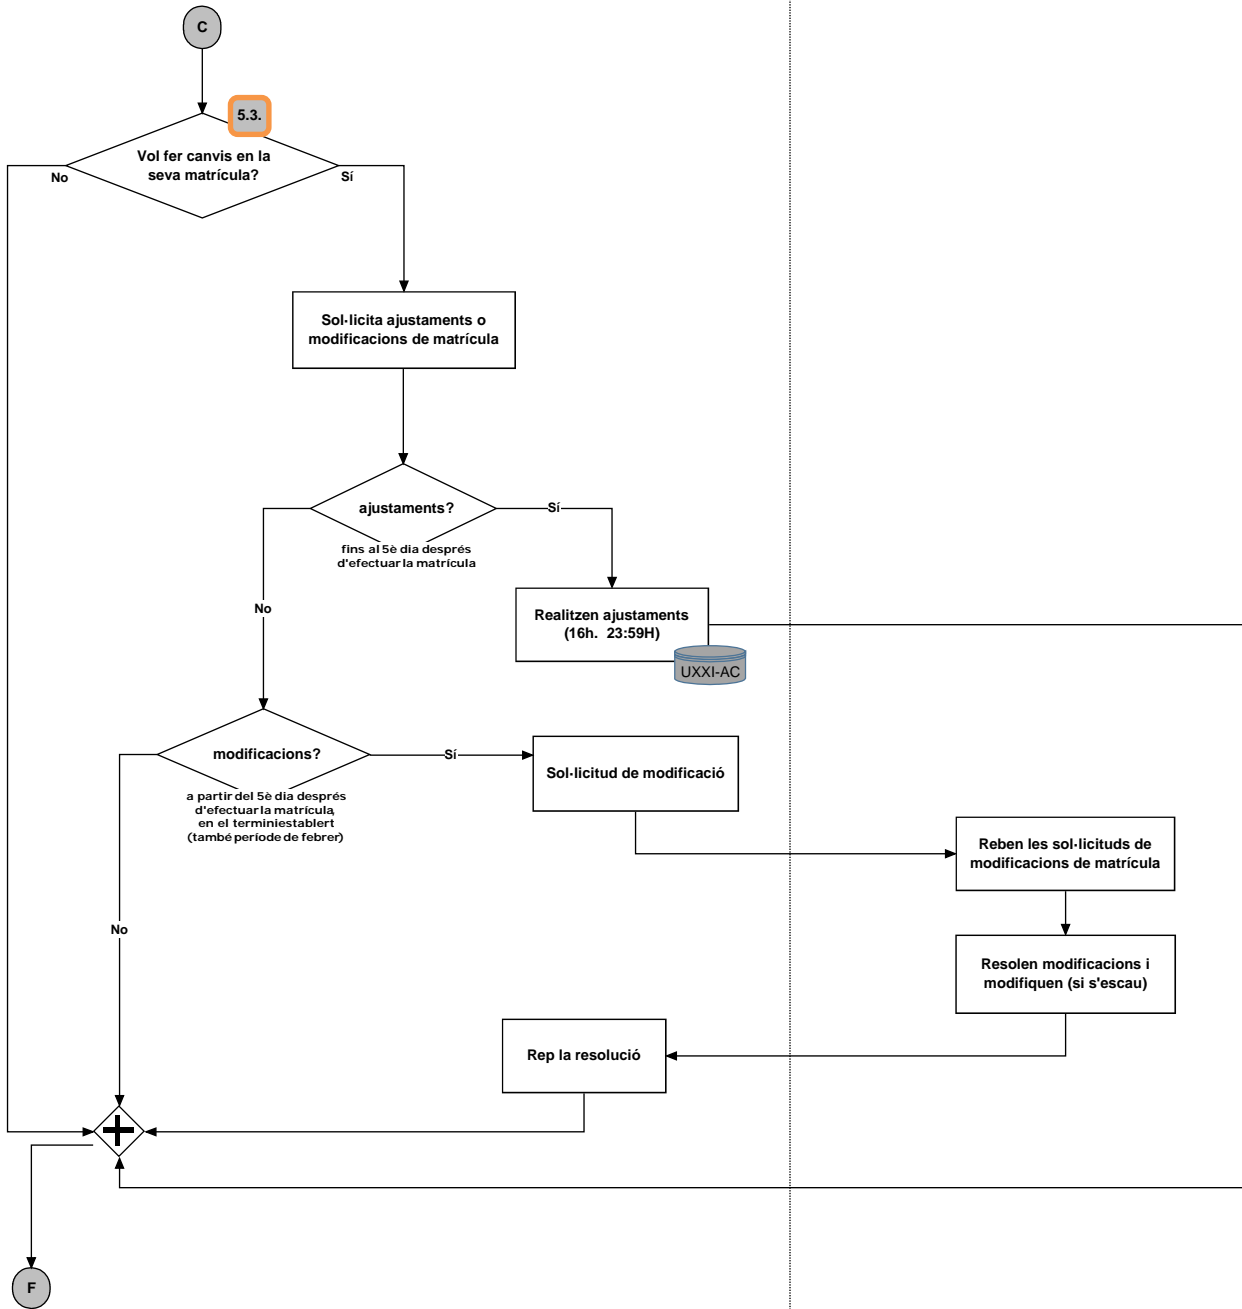 C
5.3.
Vol fer canvis en la
seva matrícula?
No
Sí
Sol·licita ajustaments o
modificacions de matrícula
ajustaments?
Sí
fins al 5è dia després
d'efectuar la matrícula
No
Realitzen ajustaments
(16h. 23:59H)
UXXI-AC
modificacions?
Sí
a partir del 5è dia després
d'efectuar la matrícula,
en el terminiestablert
(també període de febrer)
Sol·licitud de modificació
Reben les sol·licituds de
modificacions de matrícula
No
Resolen modificacions i
modifiquen (si s'escau)
Rep la resolució
F